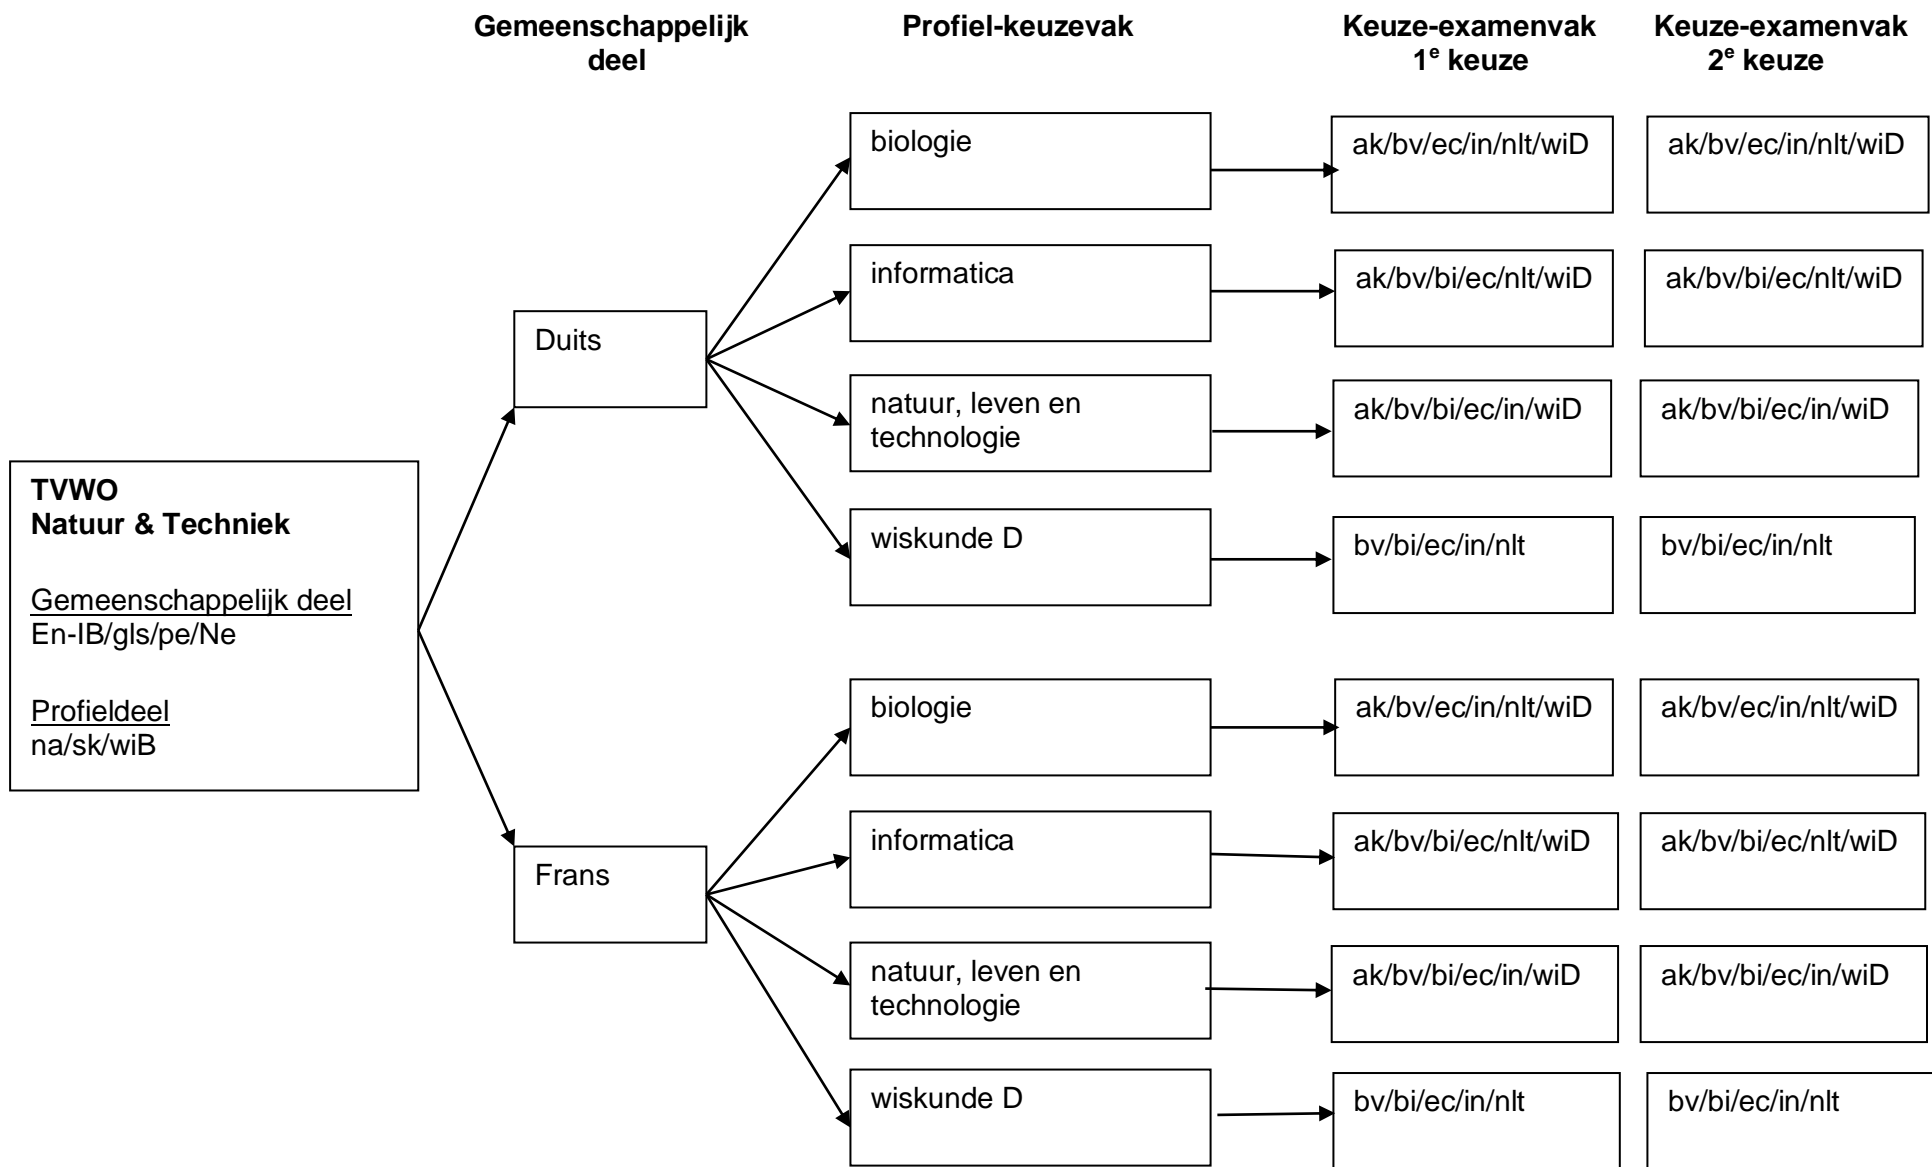 Gemeenschappelijk
deel
Profiel-keuzevak
Keuze-examenvak
1e keuze
Keuze-examenvak
2e keuze
TVWO
Natuur & Techniek
Gemeenschappelijk deel
En-IB/gls/pe/Ne
Profieldeel
na/sk/wiB
Duits
biologie
ak/bv/ec/in/nlt/wiD
ak/bv/ec/in/nlt/wiD
informatica
ak/bv/bi/ec/nlt/wiD
ak/bv/bi/ec/nlt/wiD
natuur, leven en
technologie
ak/bv/bi/ec/in/wiD
ak/bv/bi/ec/in/wiD
wiskunde D
bv/bi/ec/in/nlt
bv/bi/ec/in/nlt
Frans
biologie
ak/bv/ec/in/nlt/wiD
ak/bv/ec/in/nlt/wiD
informatica
ak/bv/bi/ec/nlt/wiD
ak/bv/bi/ec/nlt/wiD
natuur, leven en
technologie
ak/bv/bi/ec/in/wiD
ak/bv/bi/ec/in/wiD
wiskunde D
bv/bi/ec/in/nlt
bv/bi/ec/in/nlt